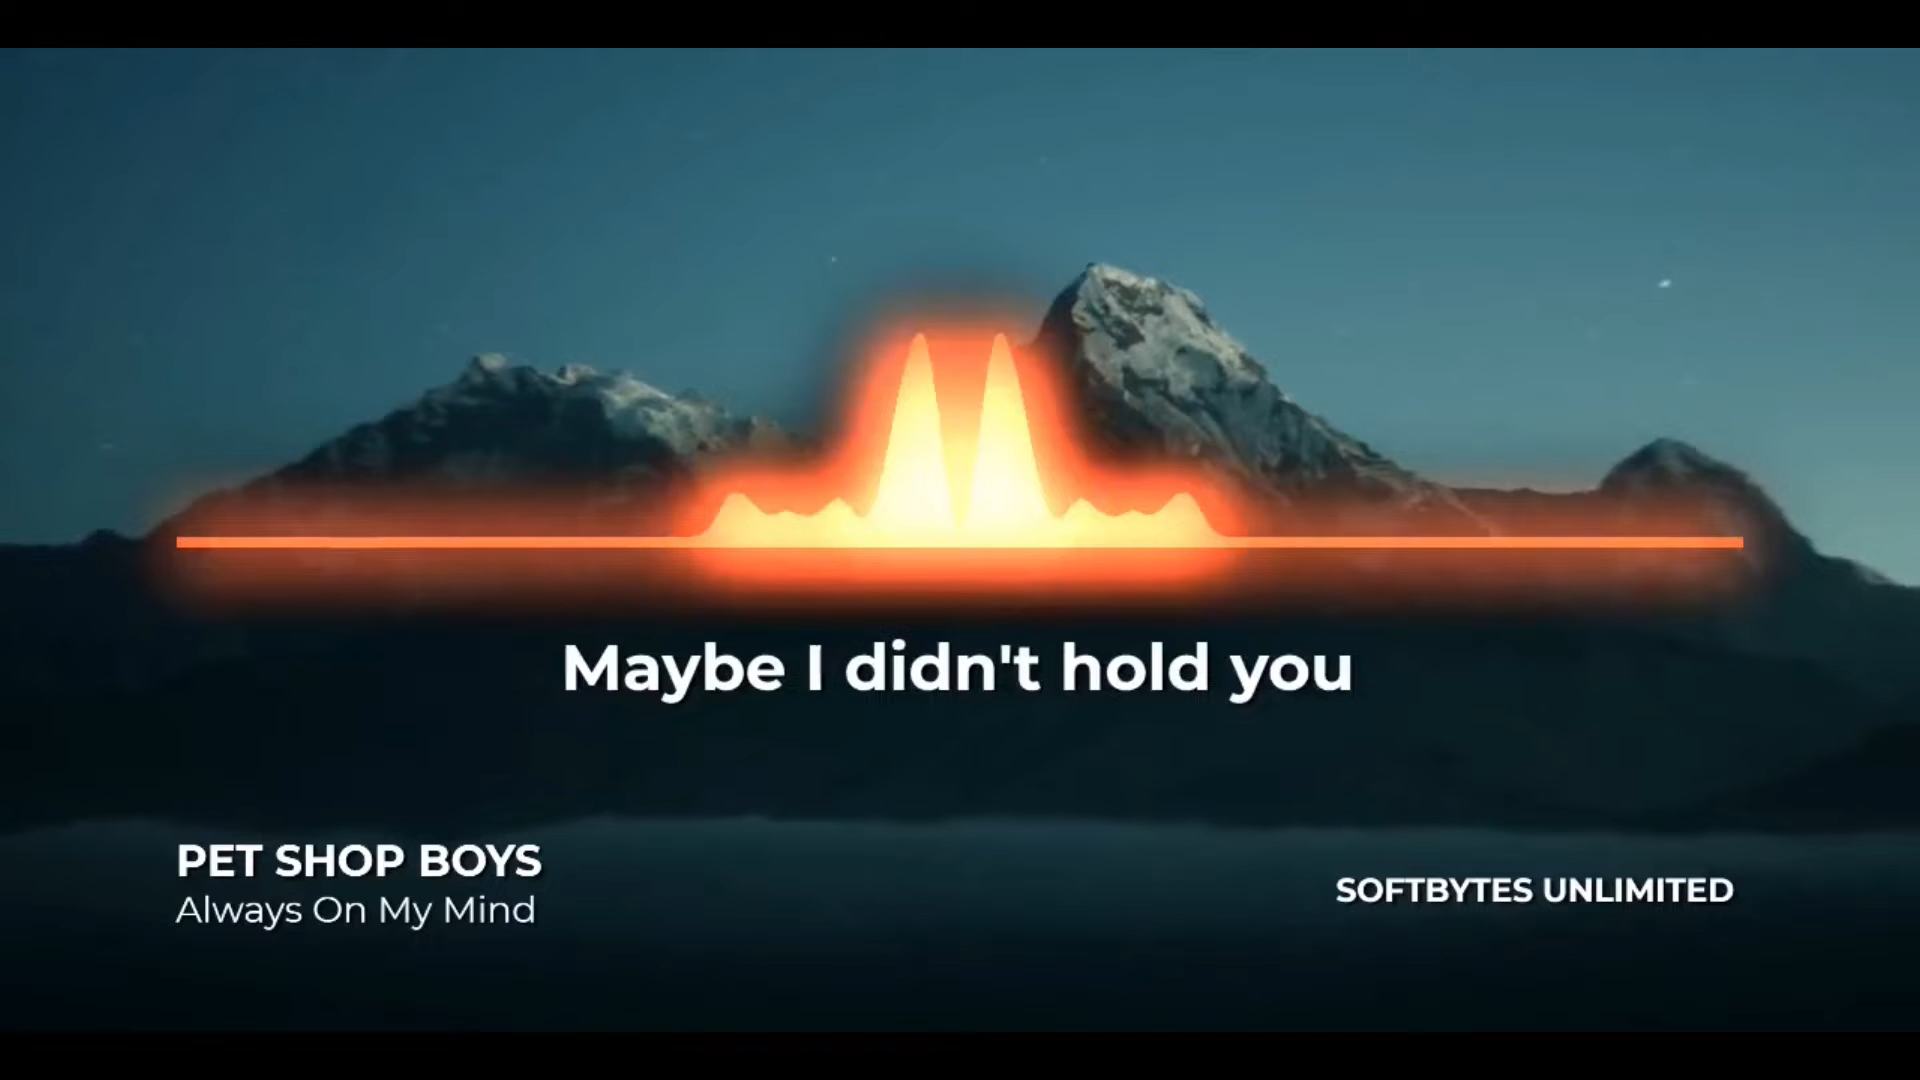 Maybe I didn't hold you
PET SHOP BOYS
Always On My Mind
SOFTBYTES UNLIMITED